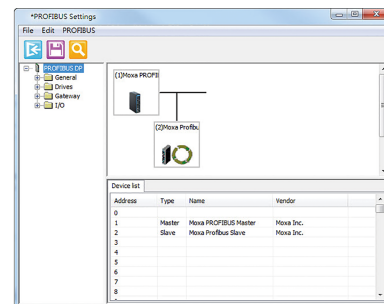 *PROFIBUS Settings
File Edit PROFIBUS
PROFIBUS DP
General
Drives
Gateway
I/O
(1)Moxa PROFI
(2)Moxa Profibu
Device list
Address Type Name Vendor
0
1 Master Moxa PROFIBUS Master Moxa Inc.
2 Slave Moxa Profibus Slave Moxa Inc.
3
4
5
6
7
8